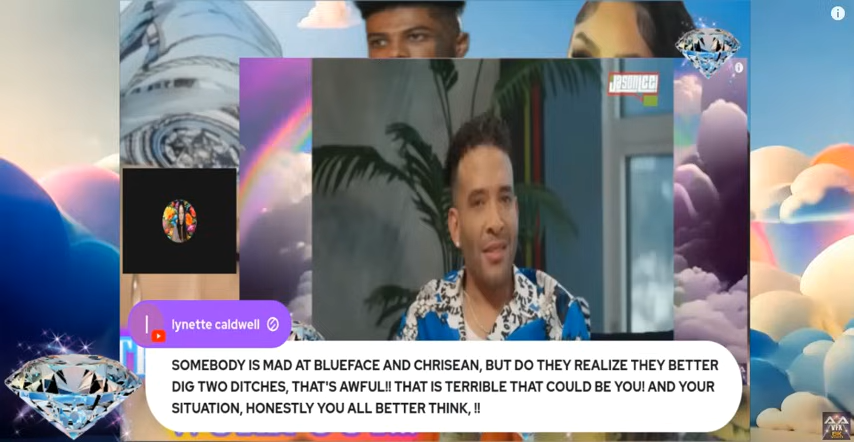 JASONLEE
lynette caldwell
SOMEBODY IS MAD AT BLUEFACE AND CHRISEAN, BUT DO THEY REALIZE THEY BETTER
DIG TWO DITCHES, THAT'S AWFUL!! THAT IS TERRIBLE THAT COULD BE YOU! AND YOUR
SITUATION, HONESTLY YOU ALL BETTER THINK, !!